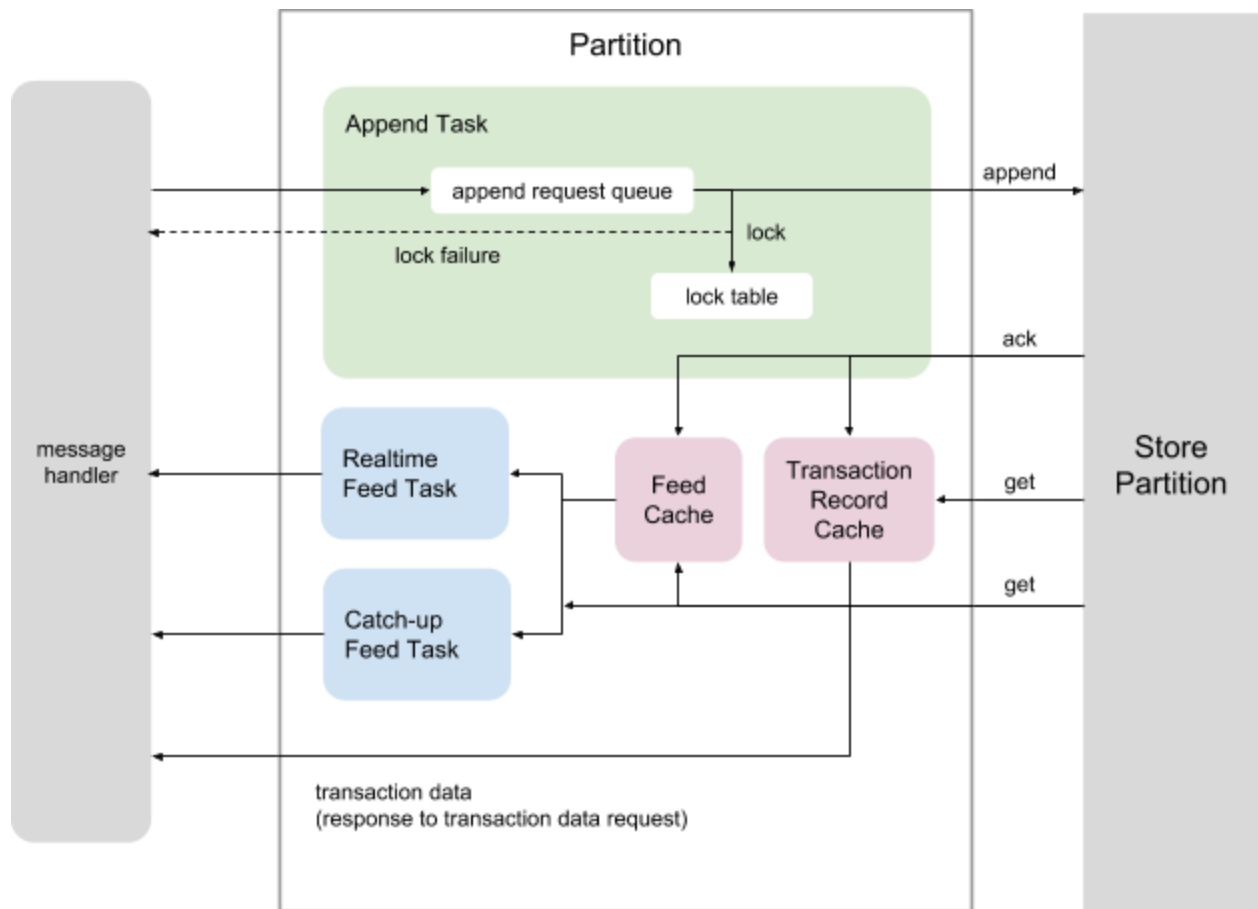 Partition
Append Task
append request queue
append
lock
lock failure
lock table
ack
message
handler
Realtime
Feed Task
Feed
Cache
Transaction
Record
Cache
get
Store
Partition
get
Catch-up
Feed Task
transaction data
(response to transaction data request)